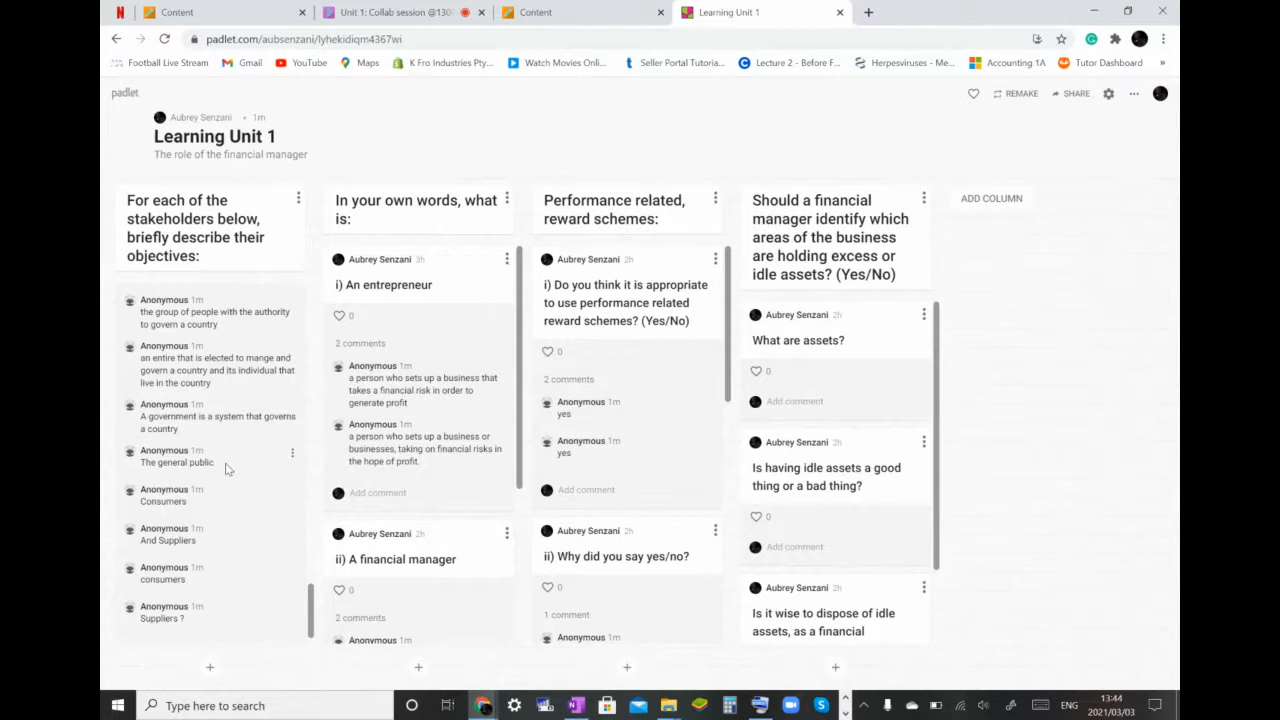 Content
Unit 1: Collab session @130
Content
Learning Unit 1
padlet.com/aubsenzani/lyhekidiqm4367wi
Football Live Stream
Gmail
YouTube
Maps
K Fro Industries Pty...
Watch Movies Onli...
Seller Portal Tutoria...
Lecture 2 - Before F...
Herpesviruses - Me...
Accounting 1A
Tutor Dashboard
»
padlet
REMAKE
SHARE
Aubrey Senzani • 1m
Learning Unit 1
The role of the financial manager
For each of the
stakeholders below,
briefly describe their
objectives:
Anonymous 1m
the group of people with the authority
to govern a country
Anonymous 1m
an entire that is elected to mange and
govern a country and its individual that
live in the country
Anonymous 1m
A government is a system that governs
a country
Anonymous 1m
The general public
Anonymous 1m
Consumers
Anonymous 1m
And Suppliers
Anonymous 1m
consumers
Anonymous 1m
Suppliers ?
In your own words, what
is:
Aubrey Senzani 3h
i) An entrepreneur
0
2 comments
Anonymous 1m
a person who sets up a business that
takes a financial risk in order to
generate profit
Anonymous 1m
a person who sets up a business or
businesses, taking on financial risks in
the hope of profit.
Add comment
Aubrey Senzani 2h
ii) A financial manager
0
2 comments
Anonymous 1m
Performance related,
reward schemes:
Aubrey Senzani 2h
i) Do you think it is appropriate
to use performance related
reward schemes? (Yes/No)
0
2 comments
Anonymous 1m
yes
Anonymous 1m
yes
Add comment
Aubrey Senzani 2h
ii) Why did you say yes/no?
0
1 comment
Anonymous 1m
Should a financial
manager identify which
areas of the business
are holding excess or
idle assets? (Yes/No)
Aubrey Senzani 2h
What are assets?
0
Add comment
Aubrey Senzani 2h
Is having idle assets a good
thing or a bad thing?
0
Add comment
Aubrey Senzani 2h
Is it wise to dispose of idle
assets, as a financial
ADD COLUMN
Type here to search
ENG
13:44
2021/03/03